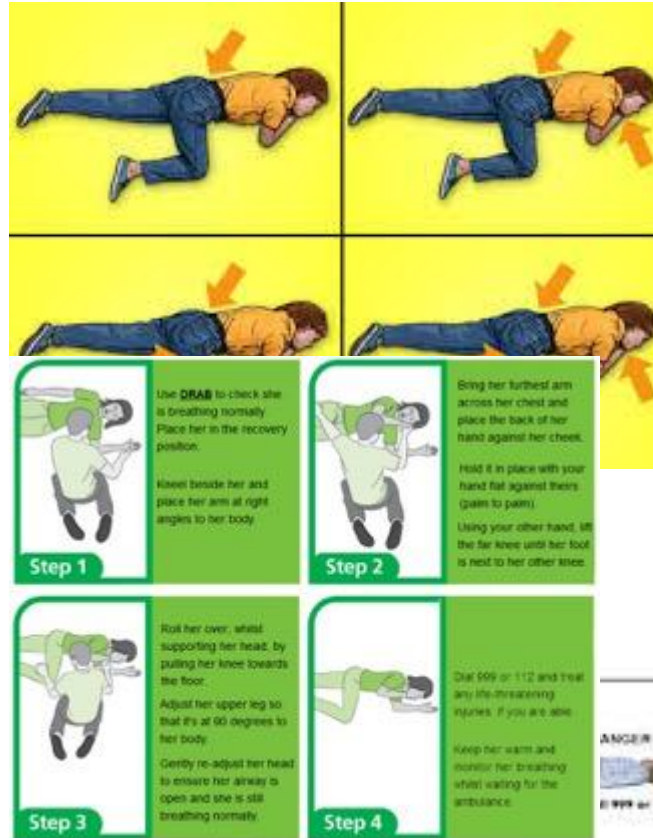 Use DRAB to check she
is breathing normally
Place her in the recovery
position.
Kneel beside her and
place her arm at right
angles to her body.
Step 1
Bring her furthest arm
across her chest and
place the back of her
hand against her cheek.
Hold it in place with your
hand flat against theirs
(palm to palm).
Using your other hand, lift
the far knee until her foot
is next to her other knee.
Step 2
Roll her over, whilst
supporting her head, by
pulling her knee towards
the floor.
Adjust her upper leg so
that it's at 90 degrees to
her body.
Gently re-adjust her head
to ensure her airway is
open and she is still
breathing normally.
Step 3
Dial 999 or 112 and treat
any life-threatening
injuries, if you are able.
Keep her warm and
monitor her breathing
whilst waiting for the
ambulance.
Step 4
ANGER
999 or